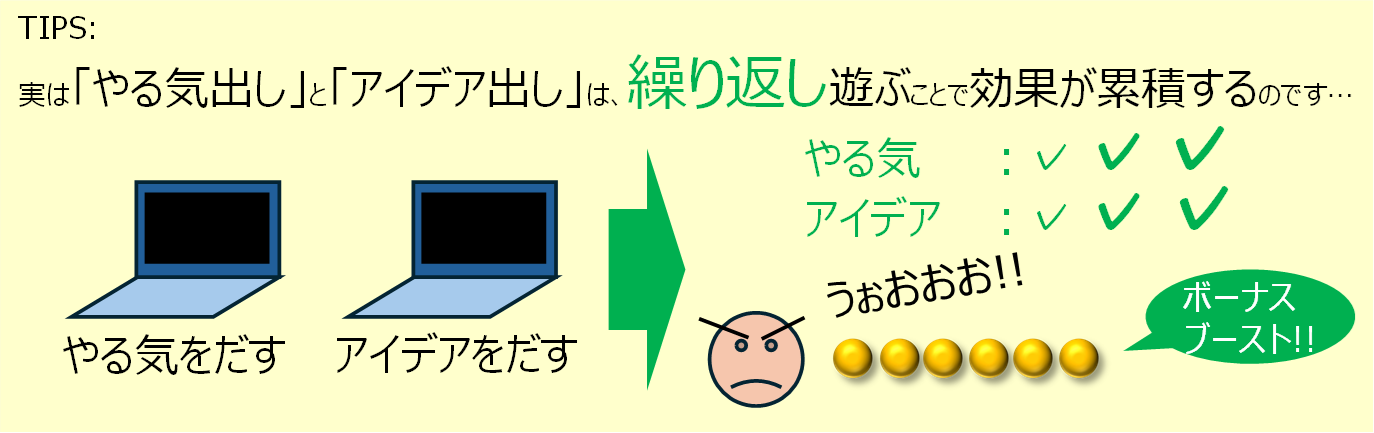 TIPS:
実は「やる気出し」と「アイデア出し」は、繰り返し遊ぶことで効果が累積するのです…
やる気 : ✓ ✓ ✓
アイデア : ✓ ✓ ✓
うぉおおお!!
ボーナス
ブースト!!
やる気をだす
アイデアをだす